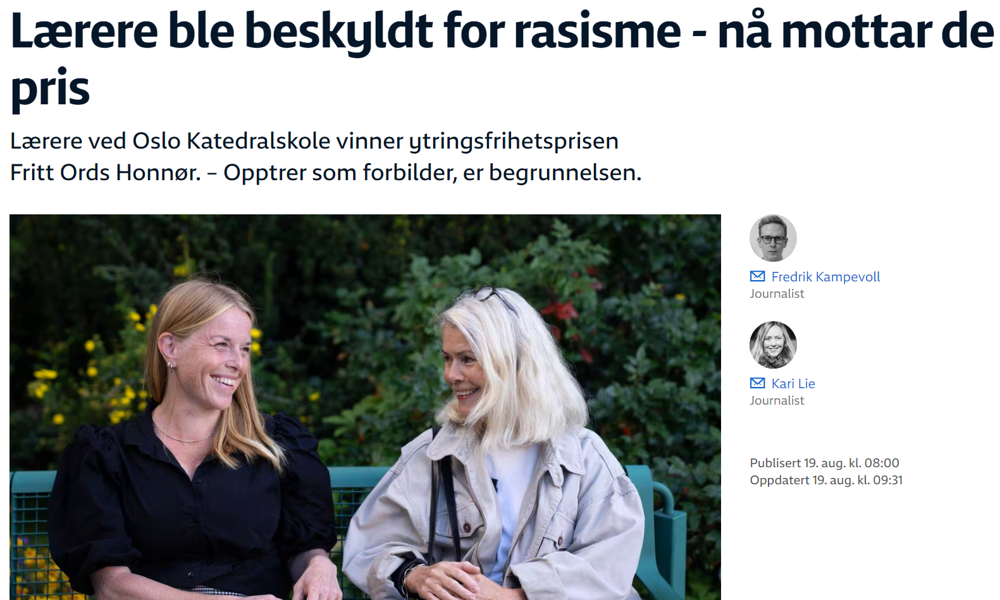 Lærere ble beskyldt for rasisme - nå mottar de
pris
Lærere ved Oslo Katedralskole vinner ytringsfrihetsprisen
Fritt Ords Honnør. – Opptrer som forbilder, er begrunnelsen.
Fredrik Kampevoll
Journalist
Kari Lie
Journalist
Publisert 19. aug. kl. 08:00
Oppdatert 19. aug. kl. 09:31